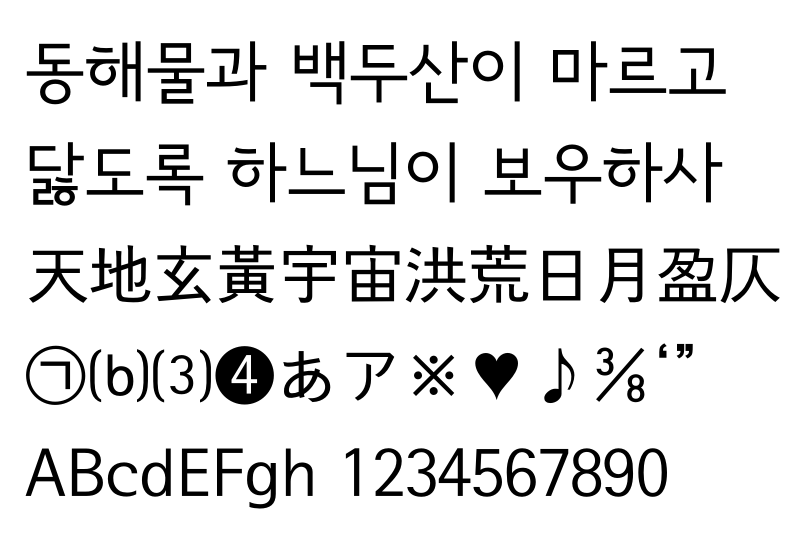 동해물과 백두산이 마르고
닳도록 하느님이 보우하사
天地玄黃宇宙洪荒日月盈仄
㉠⒝⑶❹あア※♥♪⅜‘”
ABcdEFgh 1234567890